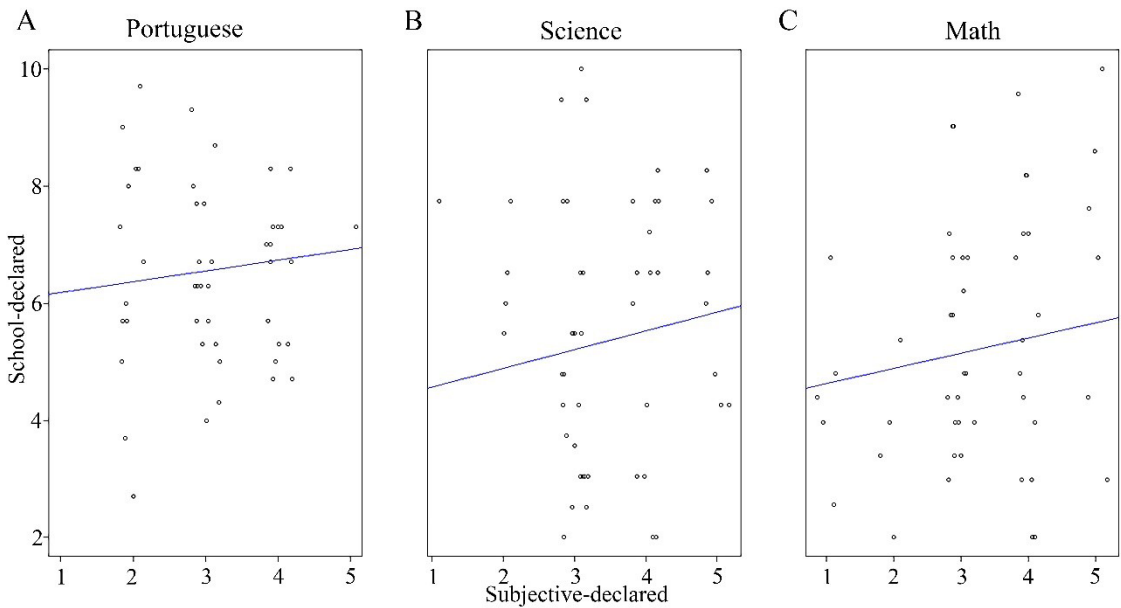 A
Portuguese
B
Science
C
Math
School-declared
10
8
6
4
2
1 2 3 4 5
1 2 3 4 5
1 2 3 4 5
Subjective-declared